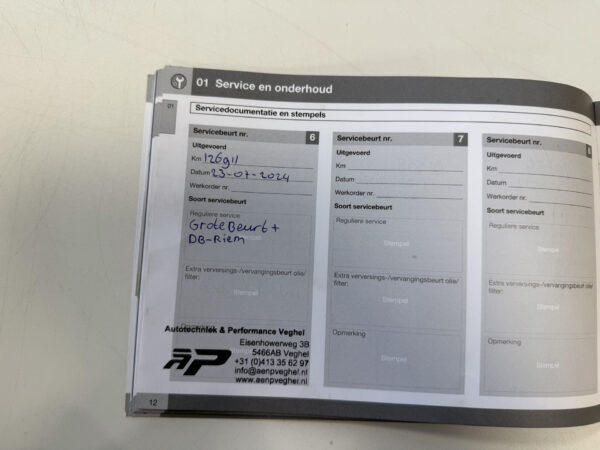 01 Service en onderhoud
01
Servicedocumentatie en stempels
Servicebeurt nr. 6
Uitgevoerd
Km 126911
Datum 23-07-2024
Werkorder nr.
Soort servicebeurt
Reguliere service
Grote Beurt +
DB-Riem
Stempel
Extra verversings-/vervangingsbeurt olie/
filter:
Stempel
Opmerking
Autotechniek & Performance Veghel
Eisenhowerweg 3B
5466AB Veghel
+31 (0)413 35 62 97
info@aenpveghel.nl
www.aenpveghel.nl
AP
Servicebeurt nr. 7
Uitgevoerd
Km
Datum
Werkorder nr.
Soort servicebeurt
Reguliere service
Stempel
Extra verversings-/vervangingsbeurt olie/
filter:
Stempel
Opmerking
Stempel
Servicebeurt nr. 8
Uitgevoerd
Km
Datum
Werkorder nr.
Soort servicebeurt
Reguliere service
Stempel
Extra verversings-/vervangingsbeurt olie/
filter:
Stempel
Opmerking
Stempel
12